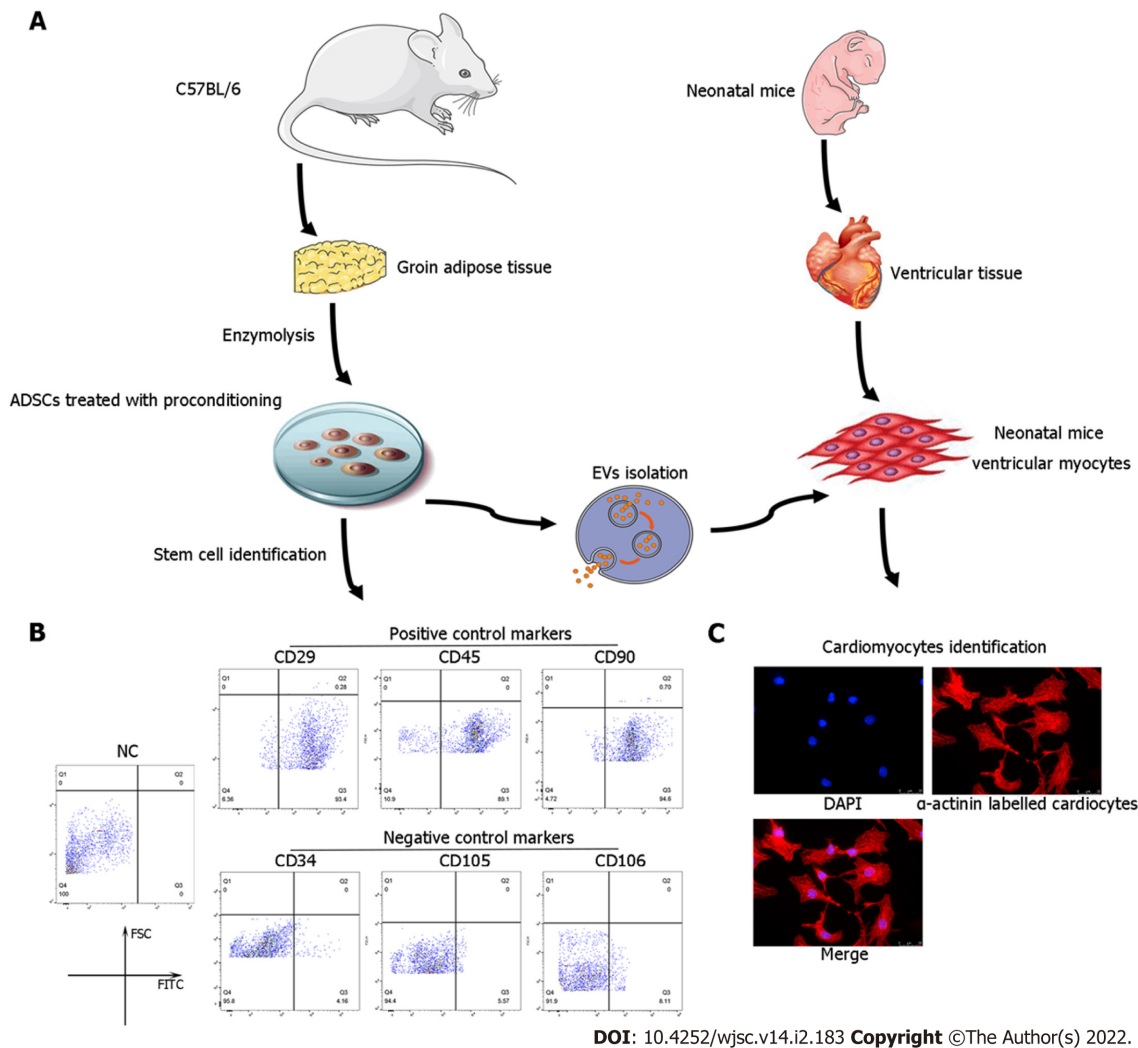 A
C57BL/6
Neonatal mice
Groin adipose tissue
Ventricular tissue
Enzymolysis
ADSCs treated with proconditioning
Neonatal mice
ventricular myocytes
EVs isolation
Stem cell identification
B
Positive control markers
CD29
CD45
CD90
Q1
0
Q2
0.28
Q4
6.36
Q3
93.4
Q1
0
Q2
0
Q4
10.9
Q3
89.1
Q1
0
Q2
0.70
Q4
4.72
Q3
94.6
NC
Q1
0
Q2
0
Q4
100
Q3
0
Negative control markers
CD34
CD105
CD106
Q1
0
Q2
0
Q4
95.8
Q3
4.16
Q1
0
Q2
0
Q4
94.4
Q3
5.57
Q1
0
Q2
0
Q4
91.9
Q3
8.11
FSC
FITC
C
Cardiomyocytes identification
DAPI
α-actinin labelled cardiocytes
Merge
DOI: 10.4252/wjsc.v14.i2.183 Copyright ©The Author(s) 2022.